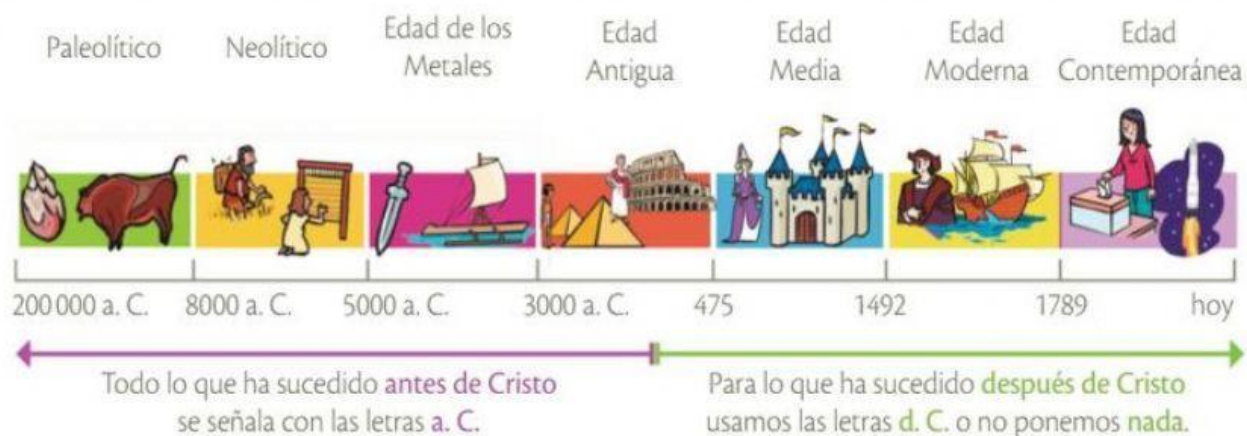 Paleolítico
Neolítico
Edad de los
Metales
Edad
Antigua
Edad
Media
Edad
Moderna
Edad
Contemporánea
200 000 a. C.
8000 a. C.
5000 a. C.
3000 a. C.
475
1492
1789
hoy
Todo lo que ha sucedido antes de Cristo
se señala con las letras a. C.
Para lo que ha sucedido después de Cristo
usamos las letras d. C. o no ponemos nada.